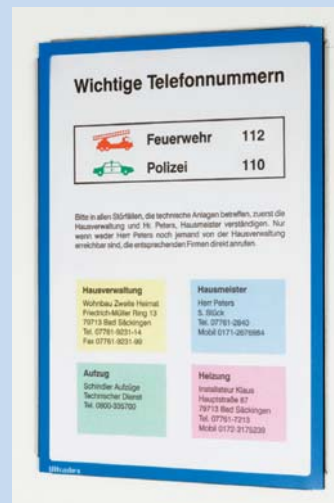 Wichtige Telefonnummern
Feuerwehr 112
Polizei 110
Bitte in allen Störfällen, die technische Anlagen betreffen, zuerst die
Hausverwaltung und Hr. Peters, Hausmeister verständigen. Nur
wenn weder Herr Peters noch jemand von der Hausverwaltung
erreichbar sind, die entsprechenden Firmen direkt anrufen.
Hausverwaltung
Wohnbau Zweite Heimat
Friedrich-Müller Ring 13
79713 Bad Säckingen
Tel. 07761-9231-14
Fax 07761-9231-99
Hausmeister
Herr Peters
5. Stock
Tel. 07761-2840
Mobil 0171-2676984
Aufzug
Schindler Aufzüge
Technischer Dienst
Tel. 0800-335700
Heizung
Installateur Klaus
Hauptstraße 67
79713 Bad Säckingen
Tel. 07761-7213
Mobil 0172-3175239